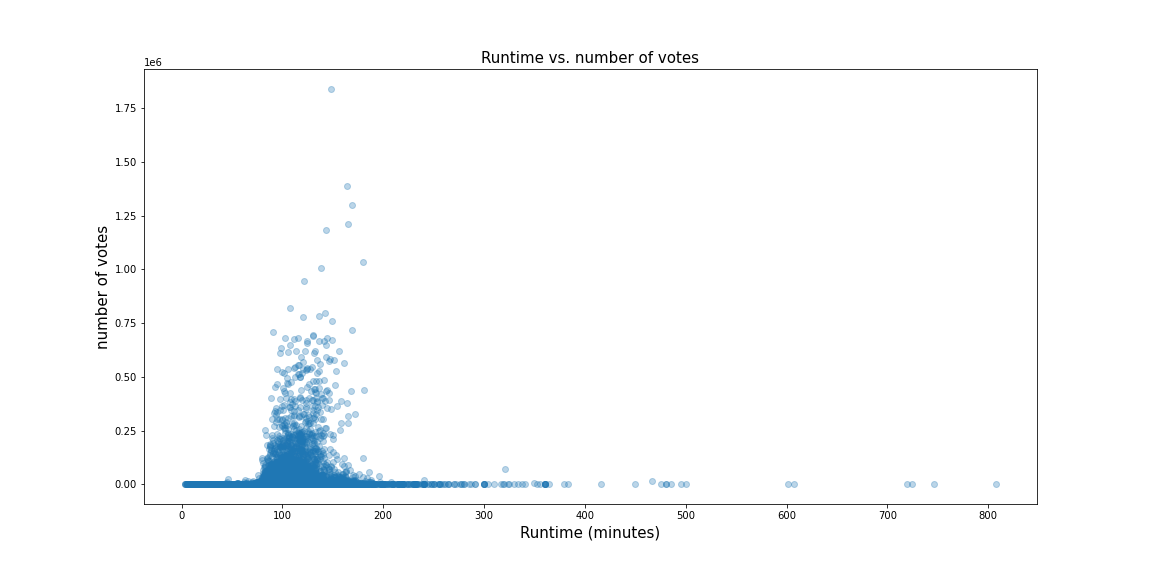 Runtime vs. number of votes
1e6
1.75
1.50
1.25
1.00
0.75
0.50
0.25
0.00
number of votes
0 100 200 300 400 500 600 700 800
Runtime (minutes)